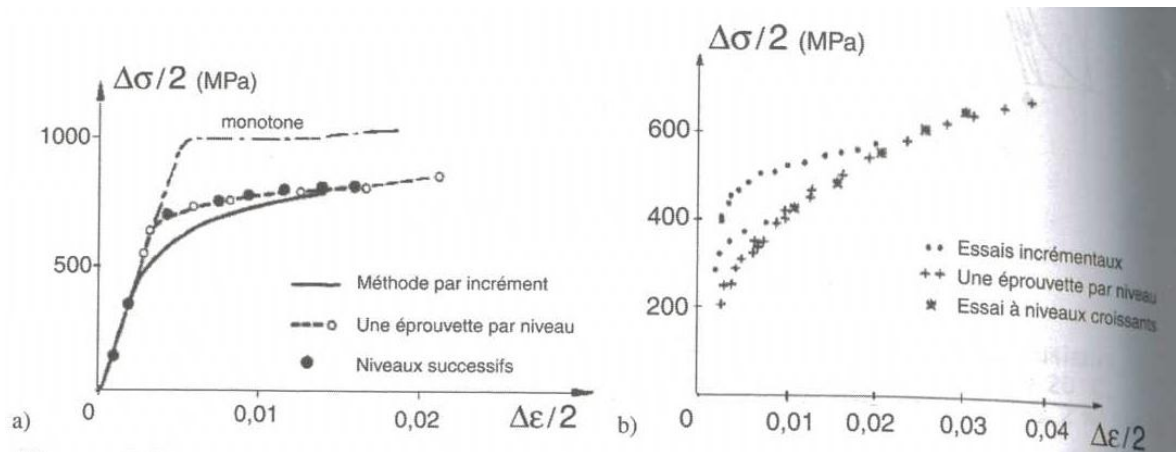 Δσ/2 (MPa)
1000
500
0
monotone
Méthode par incrément
Une éprouvette par niveau
Niveaux successifs
0,01
0,02
Δε/2
a)
Δσ/2 (MPa)
600
400
200
0
Essais incrémentaux
Une éprouvette par niveau
Essai à niveaux croissants
0
0,01
0,02
0,03
0,04
Δε/2
b)